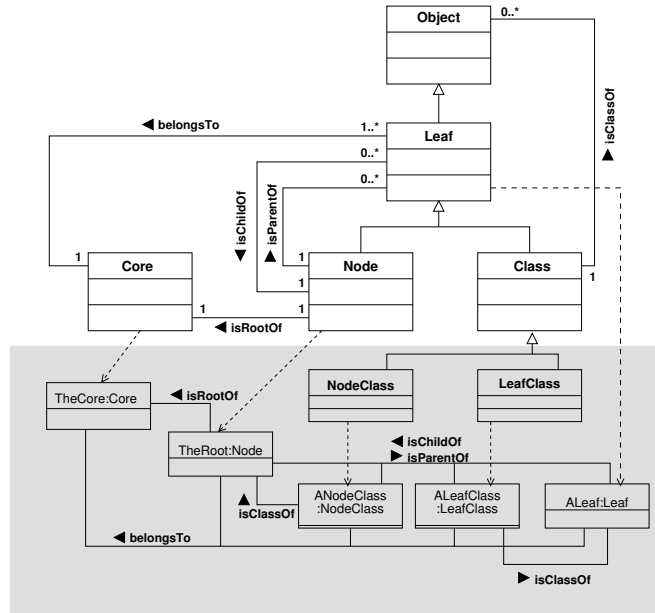 Object
0..*
◄ belongsTo
1..*
Leaf
0..*
0..*
▲ isClassOf
▼ isChildOf
▲ isParentOf
1
Core
1
Node
Class
1
1
1
1
◄ isRootOf
NodeClass
LeafClass
TheCore:Core
◄ isRootOf
TheRoot:Node
◄ isChildOf
► isParentOf
▲
isClassOf
ANodeClass
:NodeClass
ALeafClass
:LeafClass
ALeaf:Leaf
◄ belongsTo
► isClassOf